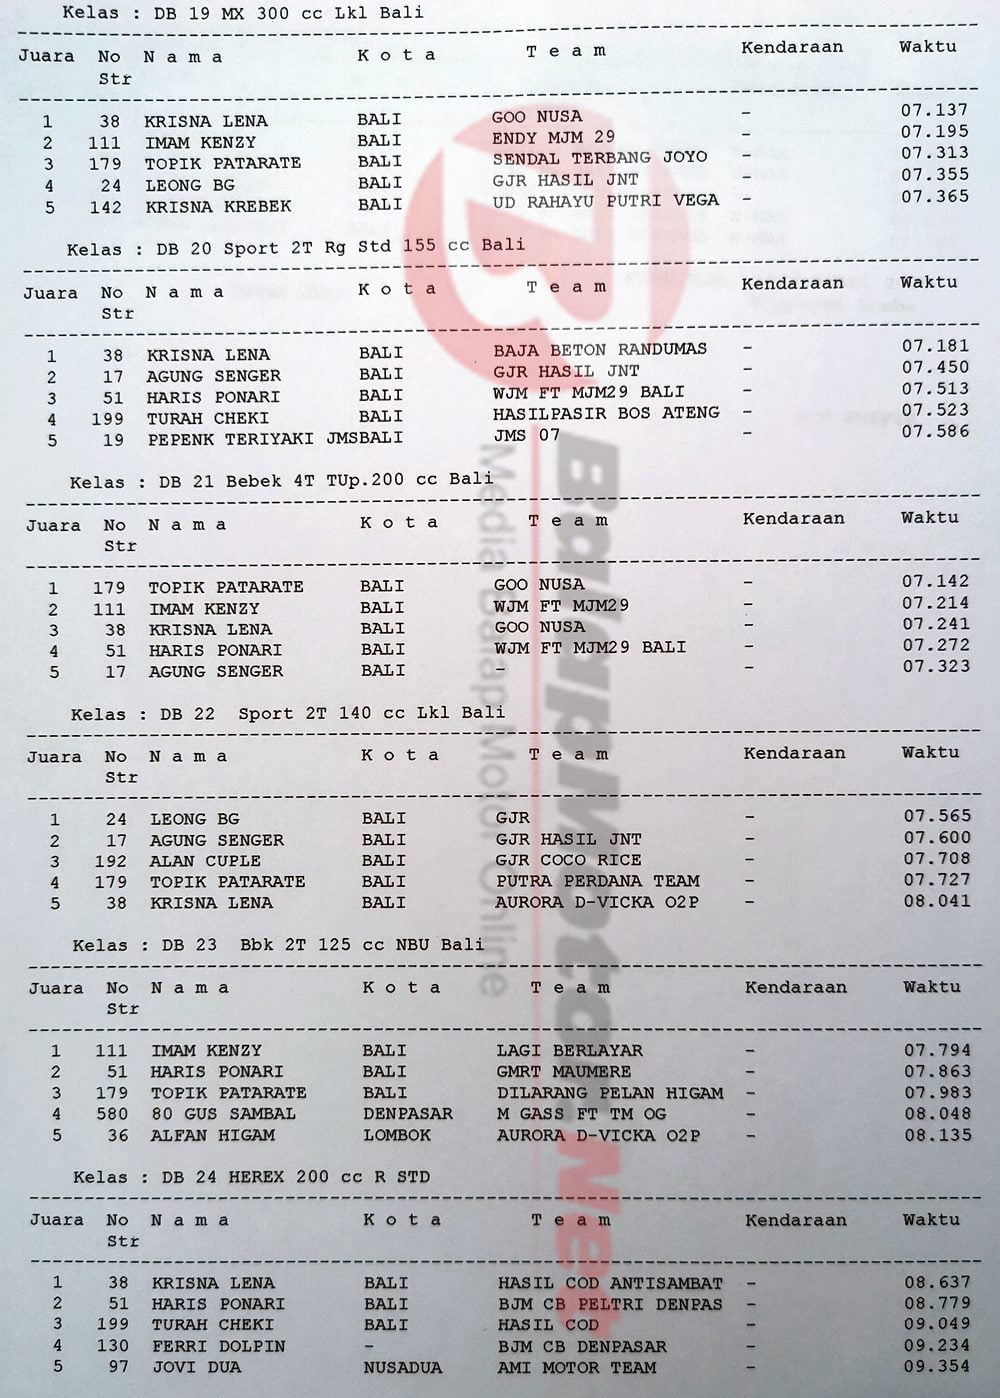 Kelas : DB 19 MX 300 cc Lkl Bali
Juara No N a m a K o t a T e a m Kendaraan Waktu
Str
1 38 KRISNA LENA BALI GOO NUSA - 07.137
2 111 IMAM KENZY BALI ENDY MJM 29 - 07.195
3 179 TOPIK PATARATE BALI SENDAL TERBANG JOYO - 07.313
4 24 LEONG BG BALI GJR HASIL JNT - 07.355
5 142 KRISNA KREBEK BALI UD RAHAYU PUTRI VEGA - 07.365
Kelas : DB 20 Sport 2T Rg Std 155 cc Bali
Juara No N a m a K o t a T e a m Kendaraan Waktu
Str
1 38 KRISNA LENA BALI BAJA BETON RANDUMAS - 07.181
2 17 AGUNG SENGER BALI GJR HASIL JNT - 07.450
3 51 HARIS PONARI BALI WJM FT MJM29 BALI - 07.513
4 199 TURAH CHEKI BALI HASILPASIR BOS ATENG - 07.523
5 19 PEPENK TERIYAKI JMSBALI JMS 07 - 07.586
Kelas : DB 21 Bebek 4T TUp.200 cc Bali
Juara No N a m a K o t a T e a m Kendaraan Waktu
Str
1 179 TOPIK PATARATE BALI GOO NUSA - 07.142
2 111 IMAM KENZY BALI WJM FT MJM29 - 07.214
3 38 KRISNA LENA BALI GOO NUSA - 07.241
4 51 HARIS PONARI BALI WJM FT MJM29 BALI - 07.272
5 17 AGUNG SENGER BALI - - 07.323
Kelas : DB 22 Sport 2T 140 cc Lkl Bali
Juara No N a m a K o t a T e a m Kendaraan Waktu
Str
1 24 LEONG BG BALI GJR - 07.565
2 17 AGUNG SENGER BALI GJR HASIL JNT - 07.600
3 192 ALAN CUPLE BALI GJR COCO RICE - 07.708
4 179 TOPIK PATARATE BALI PUTRA PERDANA TEAM - 07.727
5 38 KRISNA LENA BALI AURORA D-VICKA O2P - 08.041
Kelas : DB 23 Bbk 2T 125 cc NBU Bali
Juara No N a m a K o t a T e a m Kendaraan Waktu
Str
1 111 IMAM KENZY BALI LAGI BERLAYAR - 07.794
2 51 HARIS PONARI BALI GMRT MAUMERE - 07.863
3 179 TOPIK PATARATE BALI DILARANG PELAN HIGAM - 07.983
4 580 80 GUS SAMBAL DENPASAR M GASS FT TM OG - 08.048
5 36 ALFAN HIGAM LOMBOK AURORA D-VICKA O2P - 08.135
Kelas : DB 24 HEREX 200 cc R STD
Juara No N a m a K o t a T e a m Kendaraan Waktu
Str
1 38 KRISNA LENA BALI HASIL COD ANTISAMBAT - 08.637
2 51 HARIS PONARI BALI BJM CB PELTRI DENPAS - 08.779
3 199 TURAH CHEKI BALI HASIL COD - 09.049
4 130 FERRI DOLPIN - BJM CB DENPASAR - 09.234
5 97 JOVI DUA NUSADUA AMI MOTOR TEAM - 09.354
BalapMotor.Net
Media Balap Motor Online